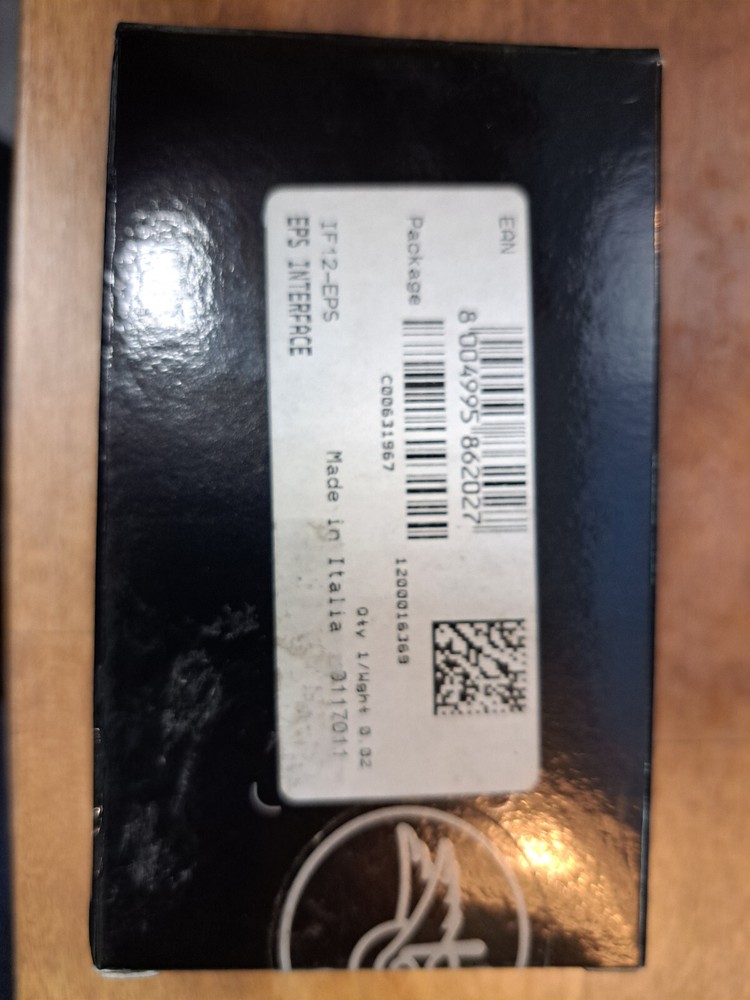 EAN
8 004995 862027
Package
C00631967
1200016369
IF12-EPS
EPS INTERFACE
Qty 1/Wght 0.02
Made in Italia